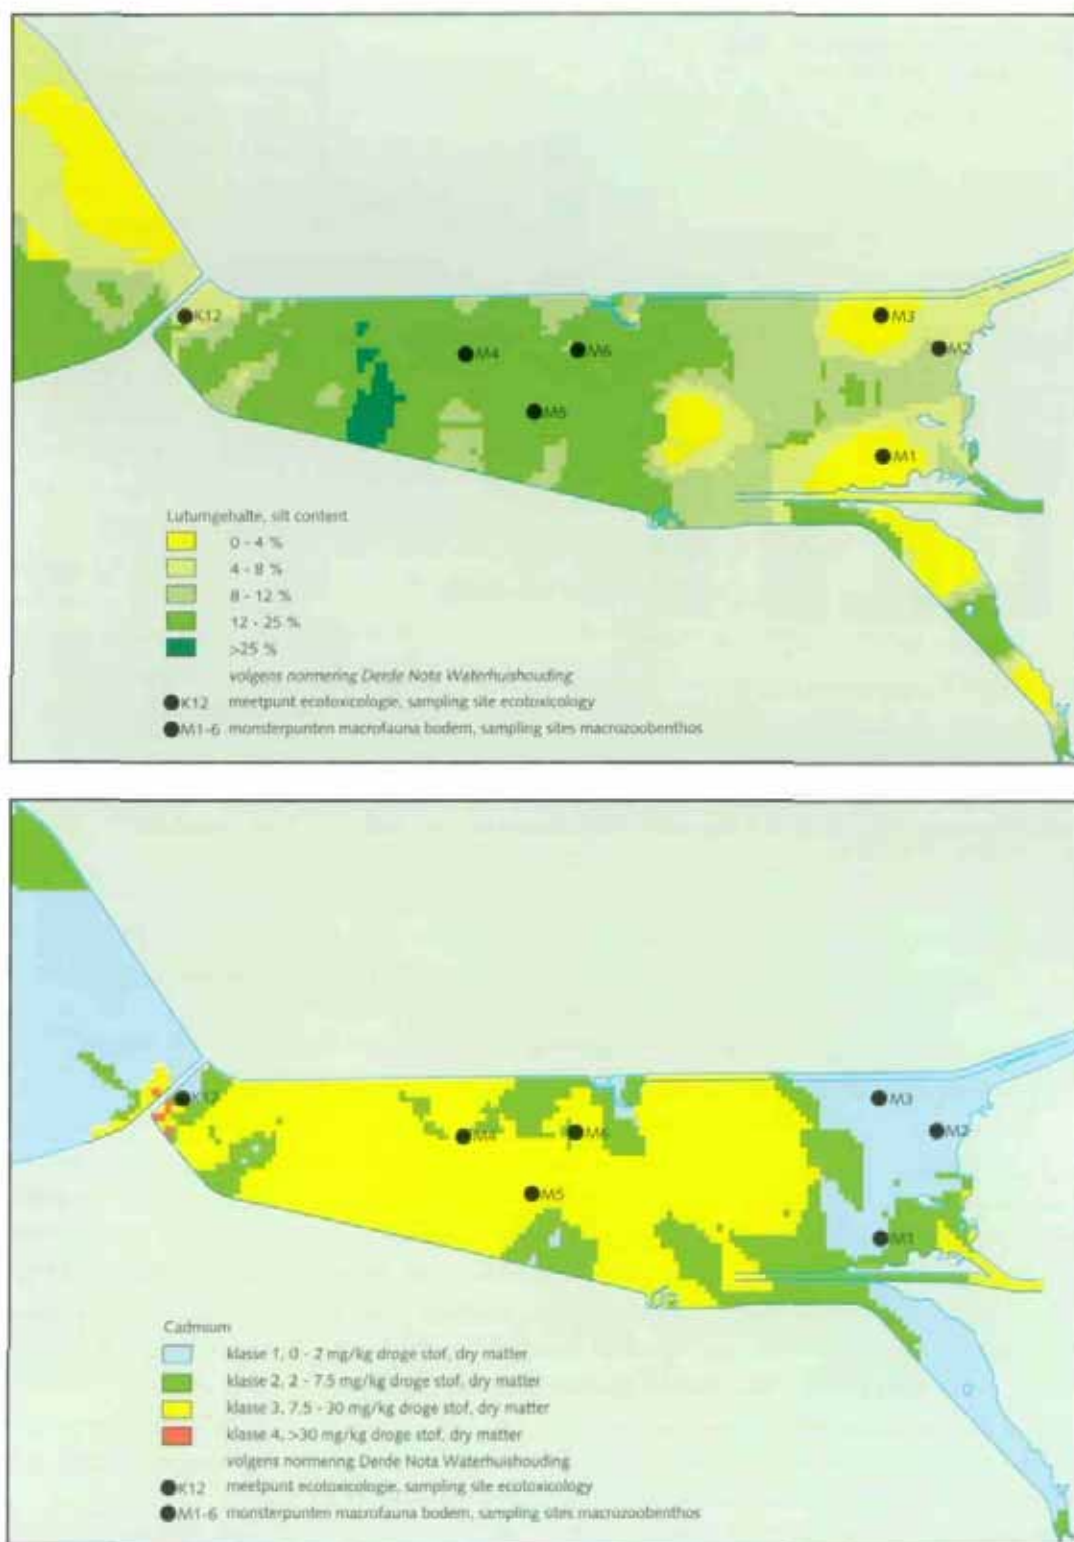 K12
M3
M2
M4
M6
M5
M1
Lutumgehalte, silt content
0 - 4 %
4 - 8 %
8 - 12 %
12 - 25 %
>25 %
volgens normering Derde Nota Waterhuishouding
K12 meetpunt ecotoxicologie, sampling site ecotoxicology
M1-6 monsterpunten macrofauna bodem, sampling sites macrozoobenthos
K12
M3
M2
M4
M6
M5
M1
Cadmium
klasse 1, 0 - 2 mg/kg droge stof, dry matter
klasse 2, 2 - 7.5 mg/kg droge stof, dry matter
klasse 3, 7.5 - 30 mg/kg droge stof, dry matter
klasse 4, >30 mg/kg droge stof, dry matter
volgens normering Derde Nota Waterhuishouding
K12 meetpunt ecotoxicologie, sampling site ecotoxicology
M1-6 monsterpunten macrofauna bodem, sampling sites macrozoobenthos